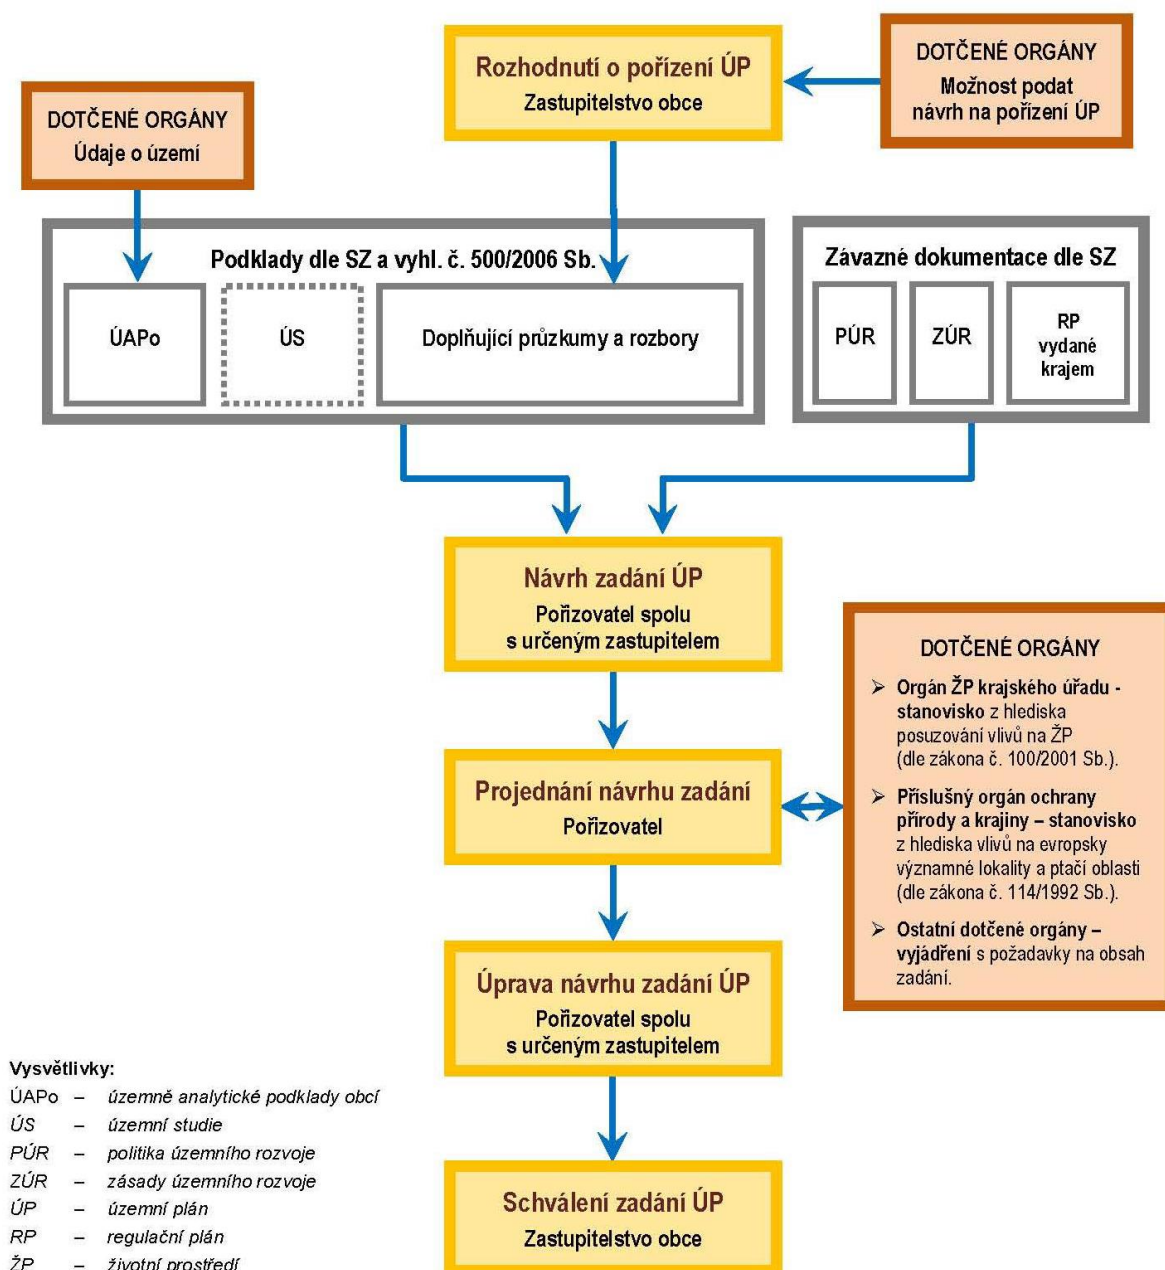 Rozhodnutí o pořízení ÚP
Zastupitelstvo obce
DOTČENÉ ORGÁNY
Možnost podat
návrh na pořízení ÚP
DOTČENÉ ORGÁNY
Údaje o území
Podklady dle SZ a vyhl. č. 500/2006 Sb.
ÚAPo
ÚS
Doplňující průzkumy a rozbory
Závazné dokumentace dle SZ
PÚR
ZÚR
RP
vydané
krajem
Návrh zadání ÚP
Pořizovatel spolu
s určeným zastupitelem
Projednání návrhu zadání
Pořizovatel
DOTČENÉ ORGÁNY
➢ Orgán ŽP krajského úřadu -
stanovisko z hlediska
posuzování vlivů na ŽP
(dle zákona č. 100/2001 Sb.).
➢ Příslušný orgán ochrany
přírody a krajiny – stanovisko
z hlediska vlivů na evropsky
významné lokality a ptačí oblasti
(dle zákona č. 114/1992 Sb.).
➢ Ostatní dotčené orgány –
vyjádření s požadavky na obsah
zadání.
Úprava návrhu zadání ÚP
Pořizovatel spolu
s určeným zastupitelem
Schválení zadání ÚP
Zastupitelstvo obce
Vysvětlivky:
ÚAPo – územně analytické podklady obcí
ÚS – územní studie
PÚR – politika územního rozvoje
ZÚR – zásady územního rozvoje
ÚP – územní plán
RP – regulační plán
ŽP – životní prostředí